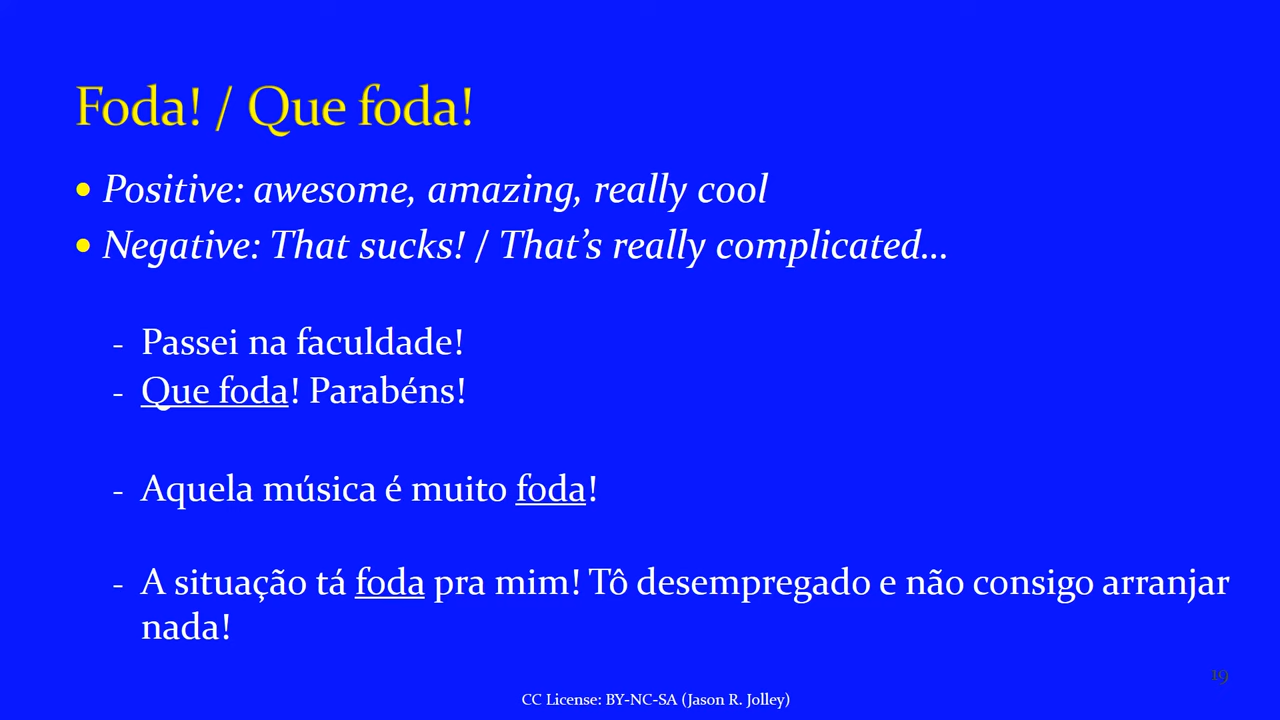 Foda! / Que foda!
• Positive: awesome, amazing, really cool
• Negative: That sucks! / That's really complicated...
- Passei na faculdade!
- Que foda! Parabéns!
- Aquela música é muito foda!
- A situação tá foda pra mim! Tô desempregado e não consigo arranjar
nada!
19
CC License: BY-NC-SA (Jason R. Jolley)